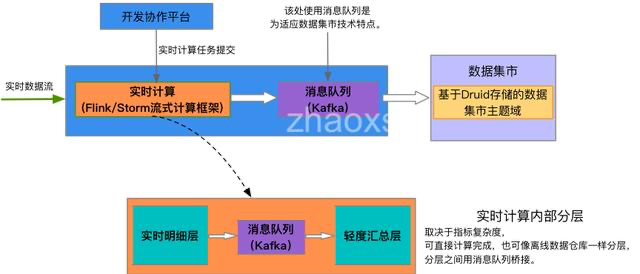 开发协作平台
该处使用消息队列是
为适应数据集市技术特点。
实时计算任务提交
实时数据流
实时计算
(Flink/Storm流式计算框架)
消息队列
(Kafka)
数据集市
基于Druid存储的数据
集市主题域
zhaoxs
实时明细层
消息队列
(Kafka)
轻度汇总层
实时计算内部分层
取决于指标复杂度，
可直接计算完成，也可像离线数据仓库一样分层，
分层之间用消息队列桥接。